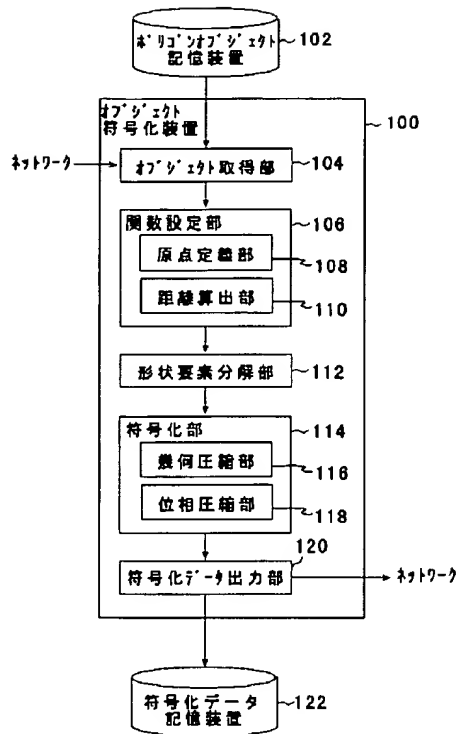 ポリゴンオブジェクト
記憶装置
102
オブジェクト
符号化装置
100
ネットワーク
オブジェクト取得部
104
関数設定部
106
原点定義部
108
距離算出部
110
形状要素分解部
112
符号化部
114
幾何圧縮部
116
位相圧縮部
118
120
符号化データ出力部
ネットワーク
符号化データ
記憶装置
122